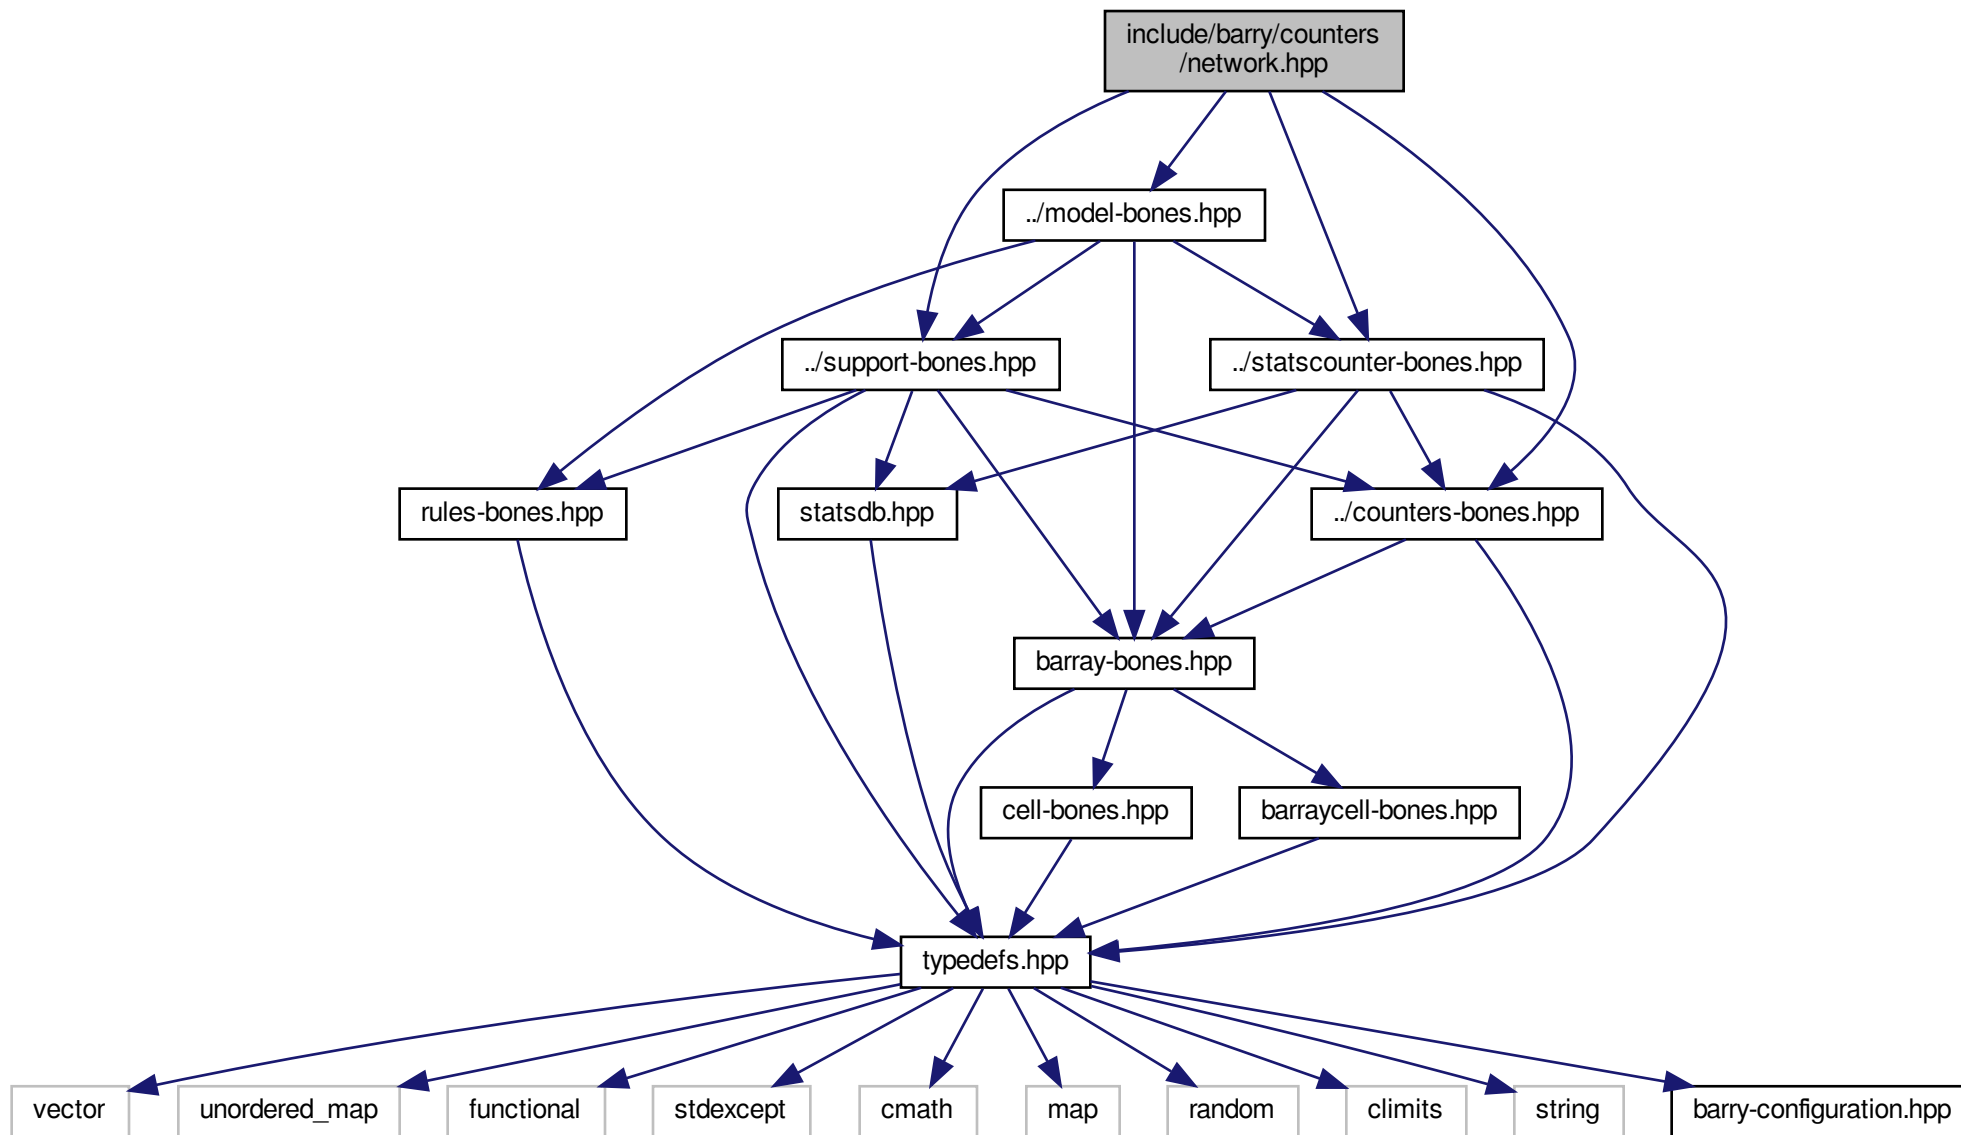 include/barry/counters
/network.hpp
../model-bones.hpp
../support-bones.hpp
../statscounter-bones.hpp
rules-bones.hpp
statsdb.hpp
../counters-bones.hpp
barray-bones.hpp
cell-bones.hpp
barraycell-bones.hpp
typedefs.hpp
vector
unordered_map
functional
stdexcept
cmath
map
random
climits
string
barry-configuration.hpp